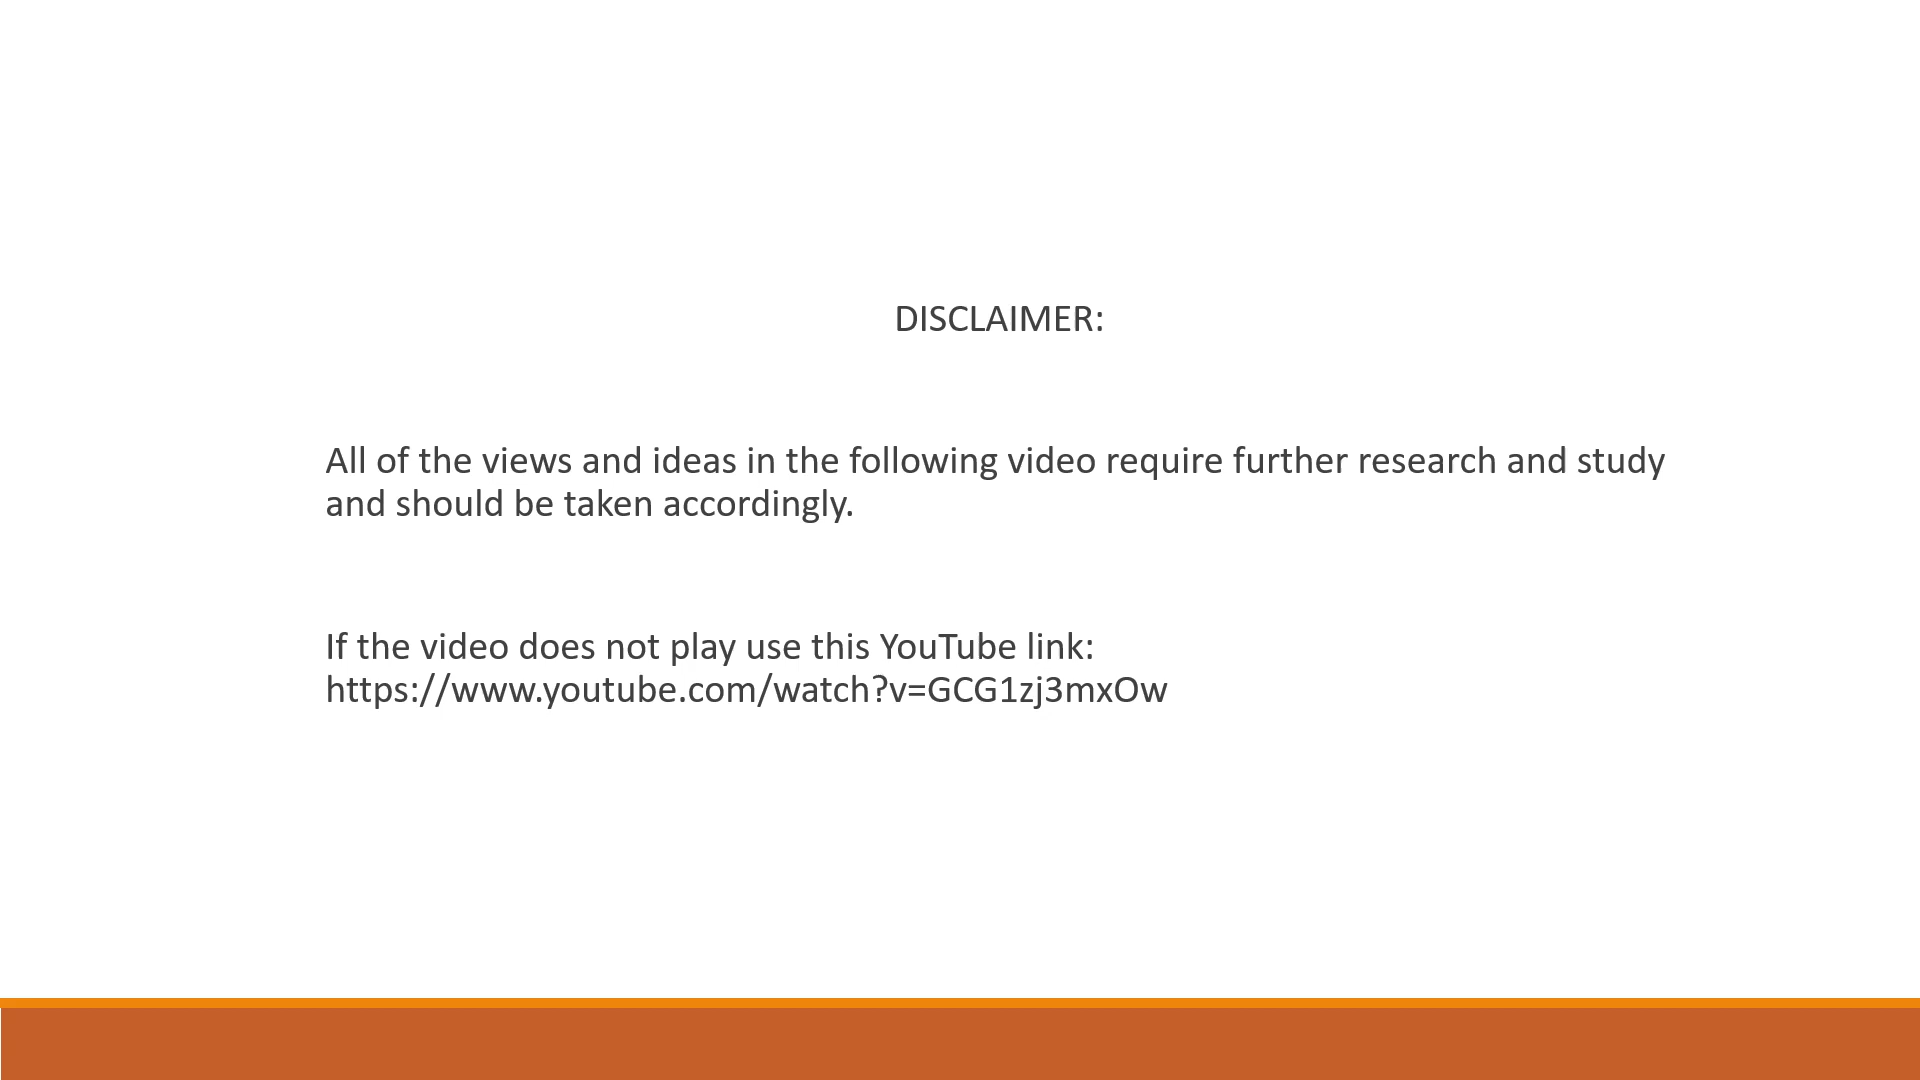 DISCLAIMER:
All of the views and ideas in the following video require further research and study
and should be taken accordingly.
If the video does not play use this YouTube link:
https://www.youtube.com/watch?v=GCG1zj3mxOw